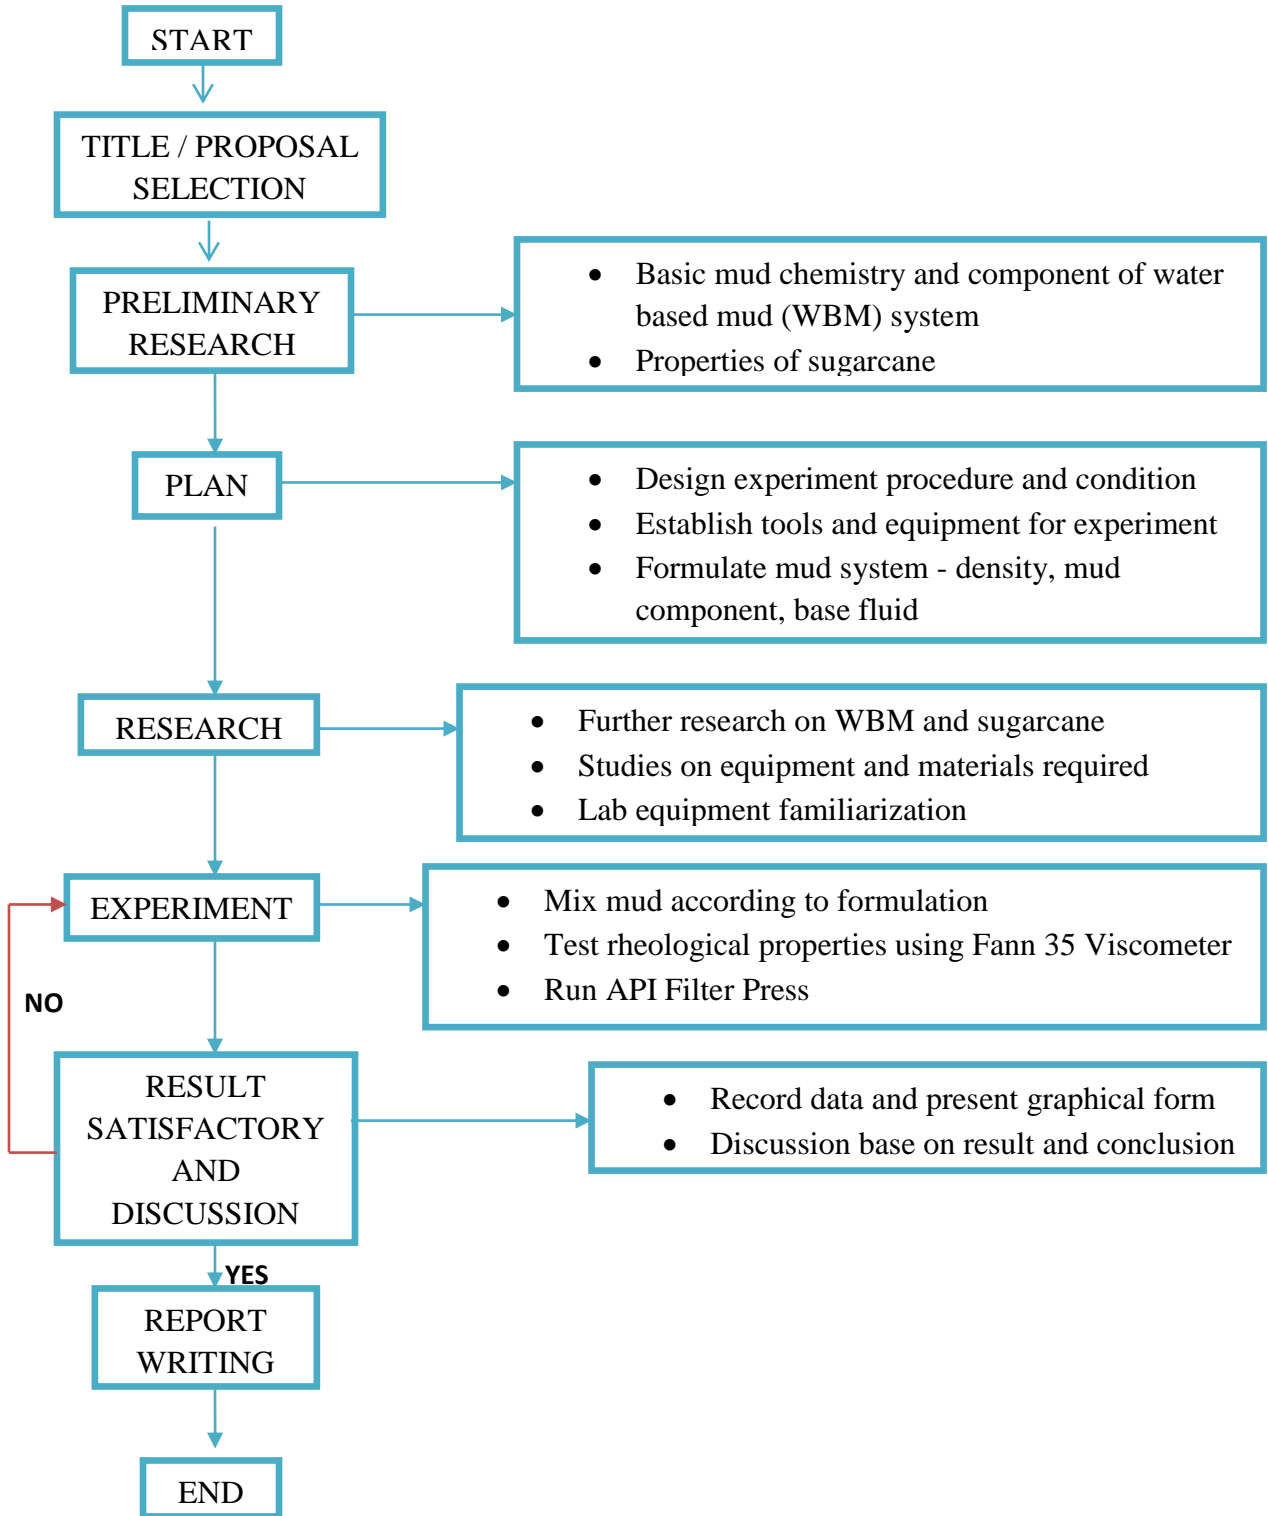 START
TITLE / PROPOSAL
SELECTION
PRELIMINARY
RESEARCH
• Basic mud chemistry and component of water
based mud (WBM) system
• Properties of sugarcane
PLAN
• Design experiment procedure and condition
• Establish tools and equipment for experiment
• Formulate mud system - density, mud
component, base fluid
RESEARCH
• Further research on WBM and sugarcane
• Studies on equipment and materials required
• Lab equipment familiarization
EXPERIMENT
• Mix mud according to formulation
• Test rheological properties using Fann 35 Viscometer
• Run API Filter Press
NO
RESULT
SATISFACTORY
AND
DISCUSSION
• Record data and present graphical form
• Discussion base on result and conclusion
YES
REPORT
WRITING
END